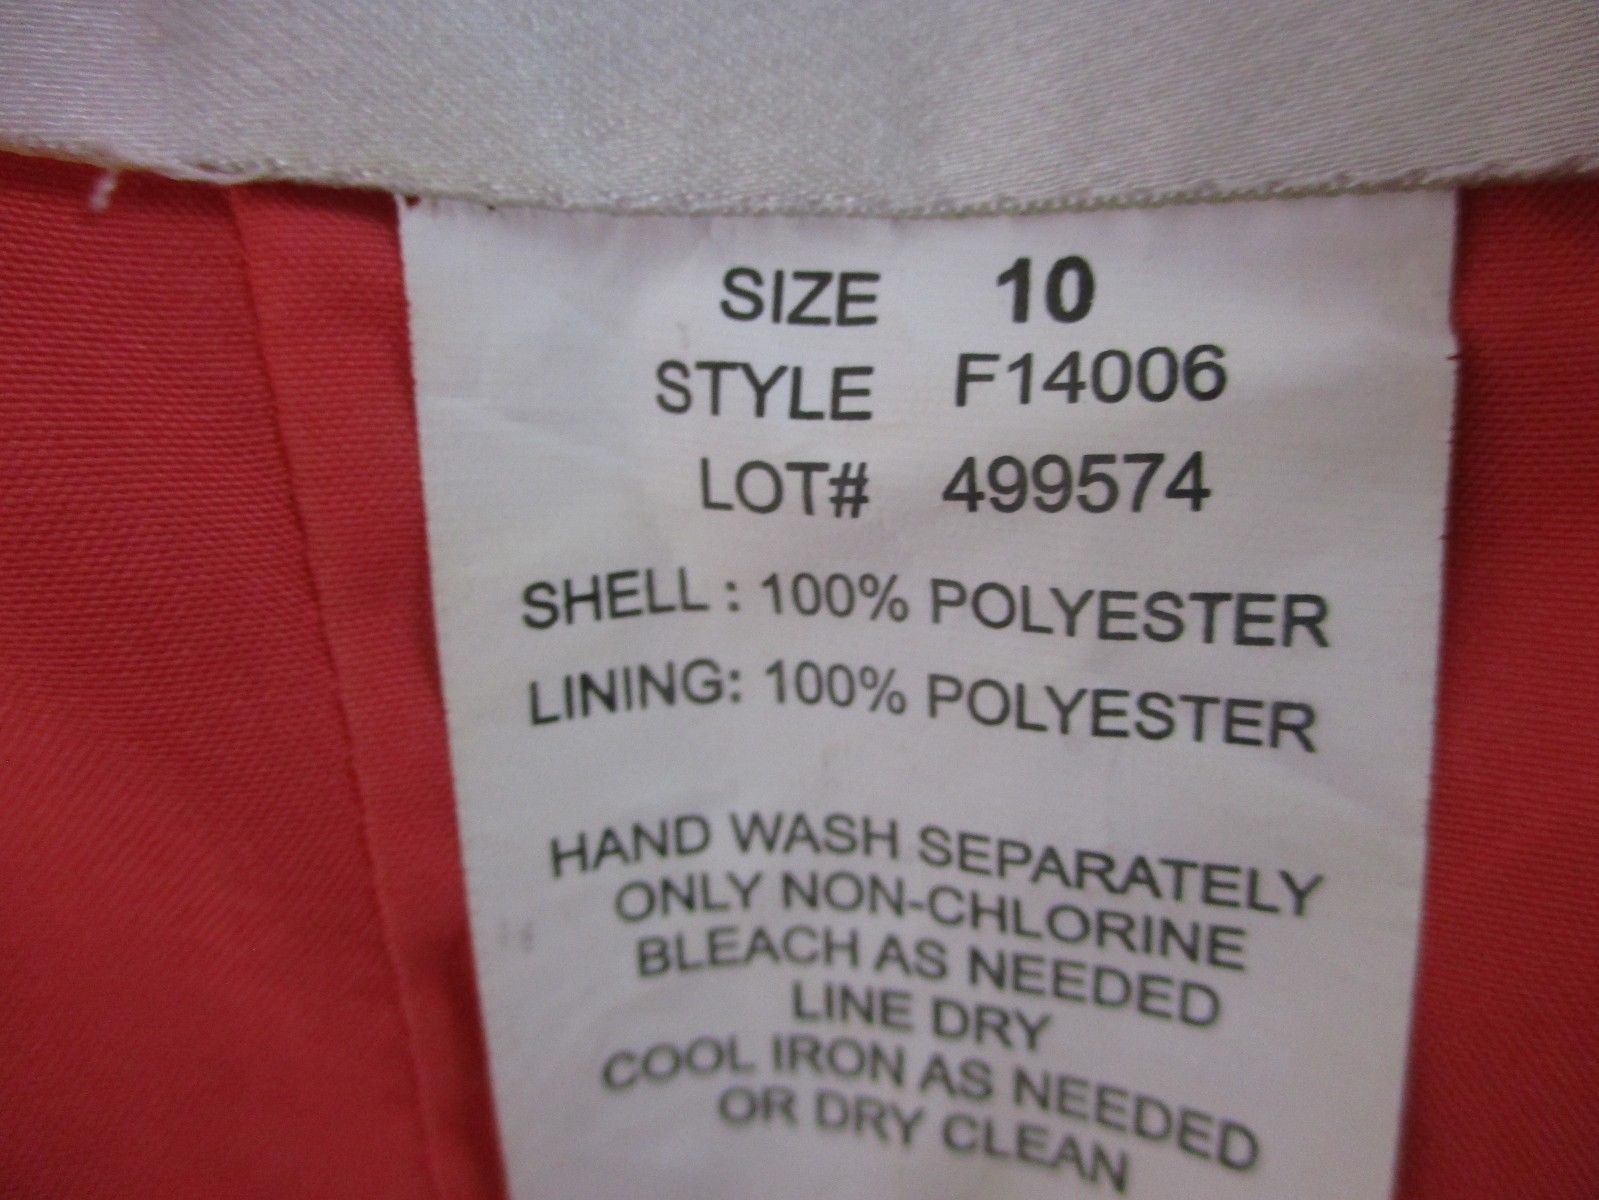 SIZE 10
STYLE F14006
LOT# 499574
SHELL : 100% POLYESTER
LINING: 100% POLYESTER
HAND WASH SEPARATELY
ONLY NON-CHLORINE
BLEACH AS NEEDED
LINE DRY
COOL IRON AS NEEDED
OR DRY CLEAN